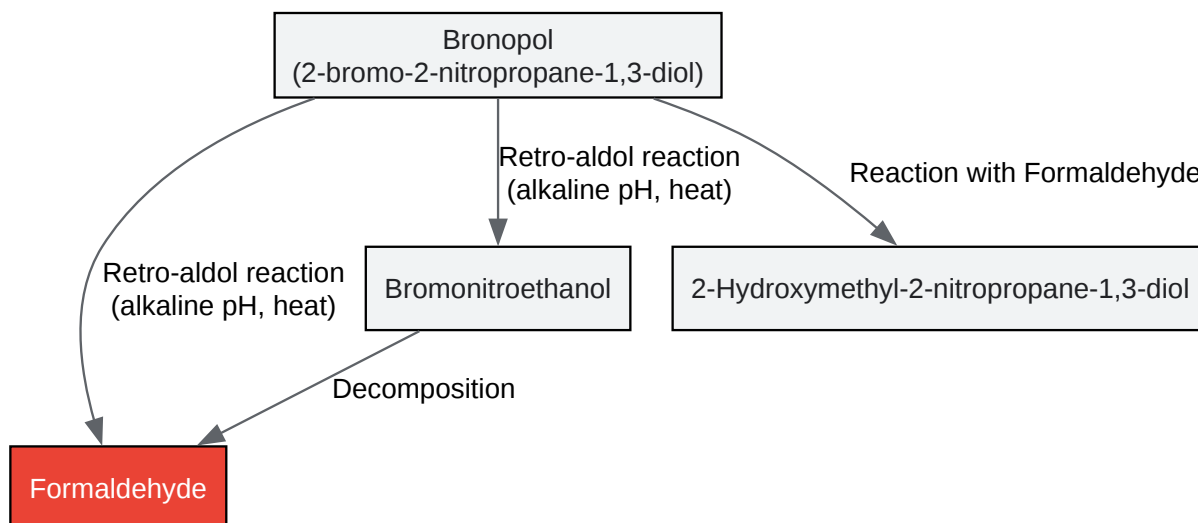 Bronopol
(2-bromo-2-nitropropane-1,3-diol)
Retro-aldol reaction
(alkaline pH, heat)
Reaction with Formaldehyde
Retro-aldol reaction
(alkaline pH, heat)
Bromonitroethanol
2-Hydroxymethyl-2-nitropropane-1,3-diol
Decomposition
Formaldehyde